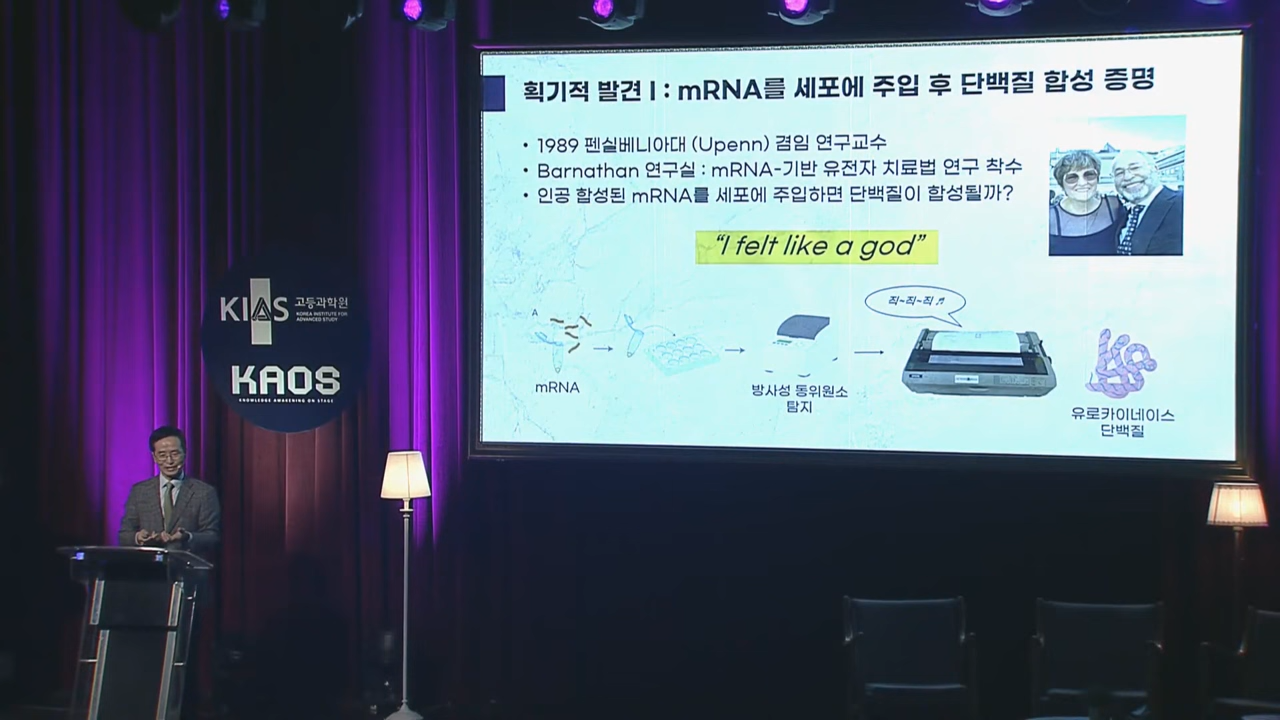 획기적 발견 I : mRNA를 세포에 주입 후 단백질 합성 증명
• 1989 펜실베니아대 (Upenn) 겸임 연구교수
• Barnathan 연구실 : mRNA-기반 유전자 치료법 연구 착수
• 인공 합성된 mRNA를 세포에 주입하면 단백질이 합성될까?
“I felt like a god”
직~직~직 ♬
A
mRNA
방사성 동위원소
탐지
유로카이네이스
단백질
KIAS 고등과학원
KOREA INSTITUTE FOR
ADVANCED STUDY
KAOS
KNOWLEDGE AWAKENING ON STAGE